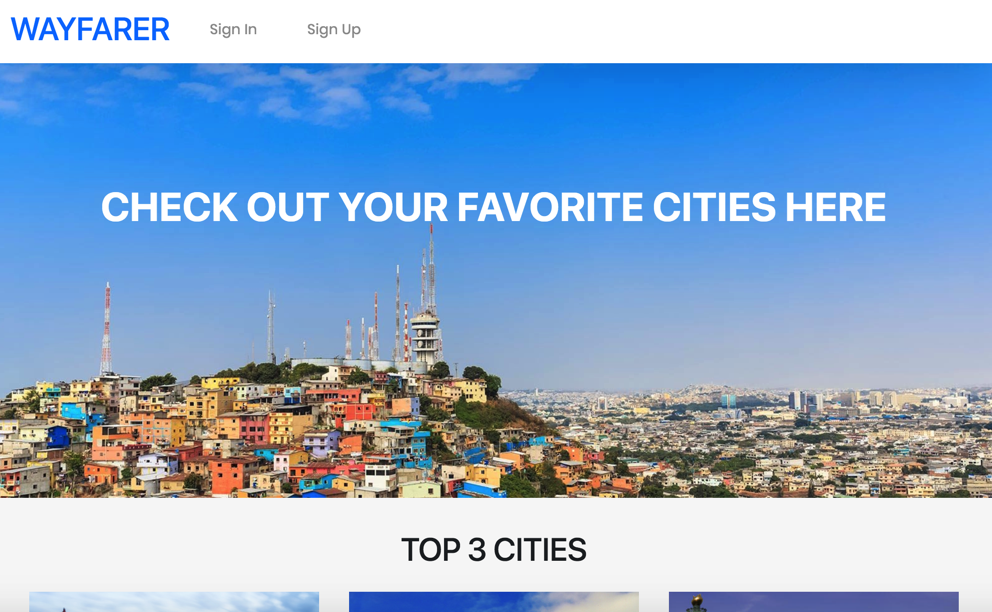 WAYFARER
Sign In
Sign Up
CHECK OUT YOUR FAVORITE CITIES HERE
TOP 3 CITIES